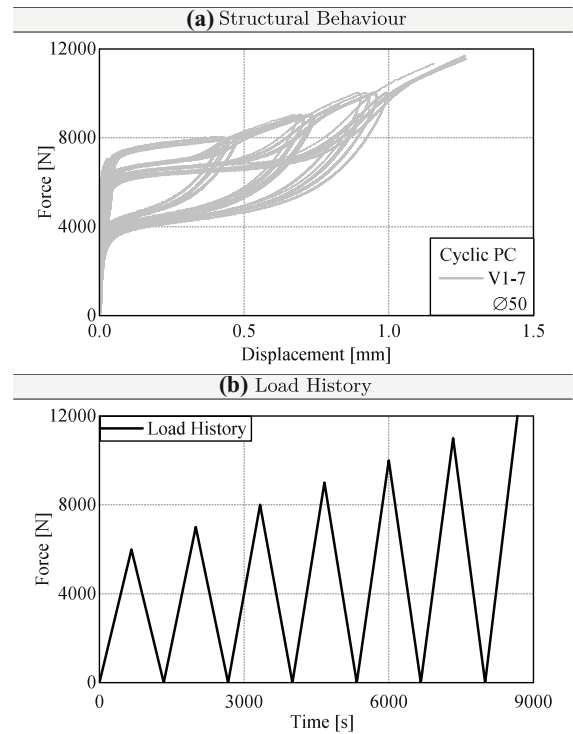 (a) Structural Behaviour
12000
8000
4000
0
Force [N]
Cyclic PC
V1-7
∅50
0.0 0.5 1.0 1.5
Displacement [mm]
(b) Load History
12000
8000
4000
0
Force [N]
Load History
0 3000 6000 9000
Time [s]